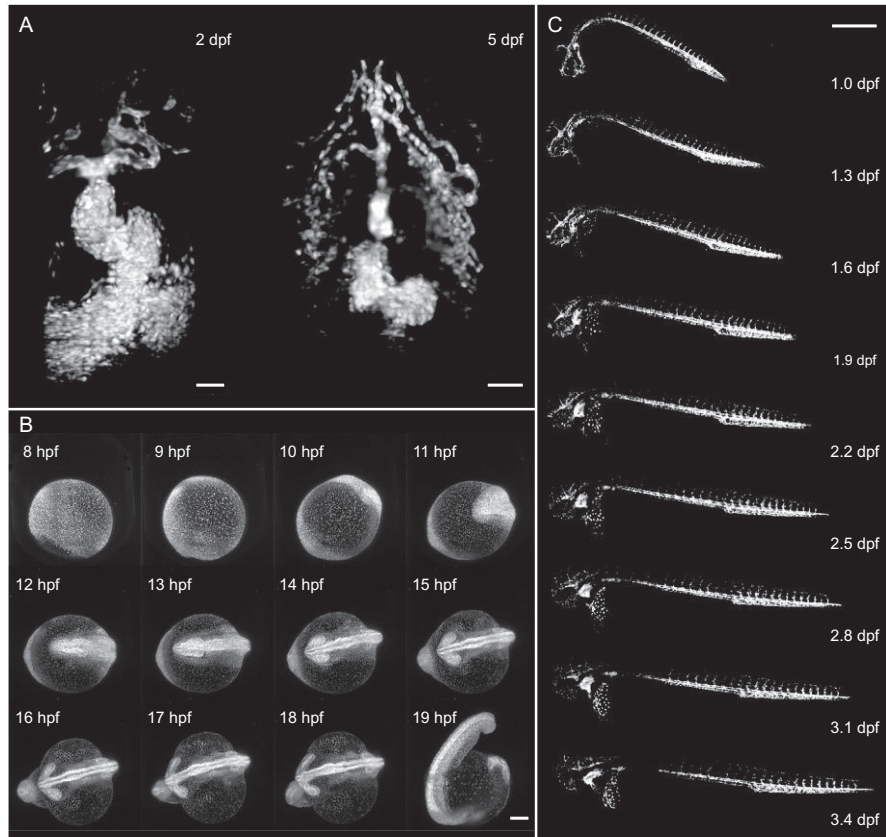 A
2 dpf
5 dpf
B
8 hpf
9 hpf
10 hpf
11 hpf
12 hpf
13 hpf
14 hpf
15 hpf
16 hpf
17 hpf
18 hpf
19 hpf
C
1.0 dpf
1.3 dpf
1.6 dpf
1.9 dpf
2.2 dpf
2.5 dpf
2.8 dpf
3.1 dpf
3.4 dpf